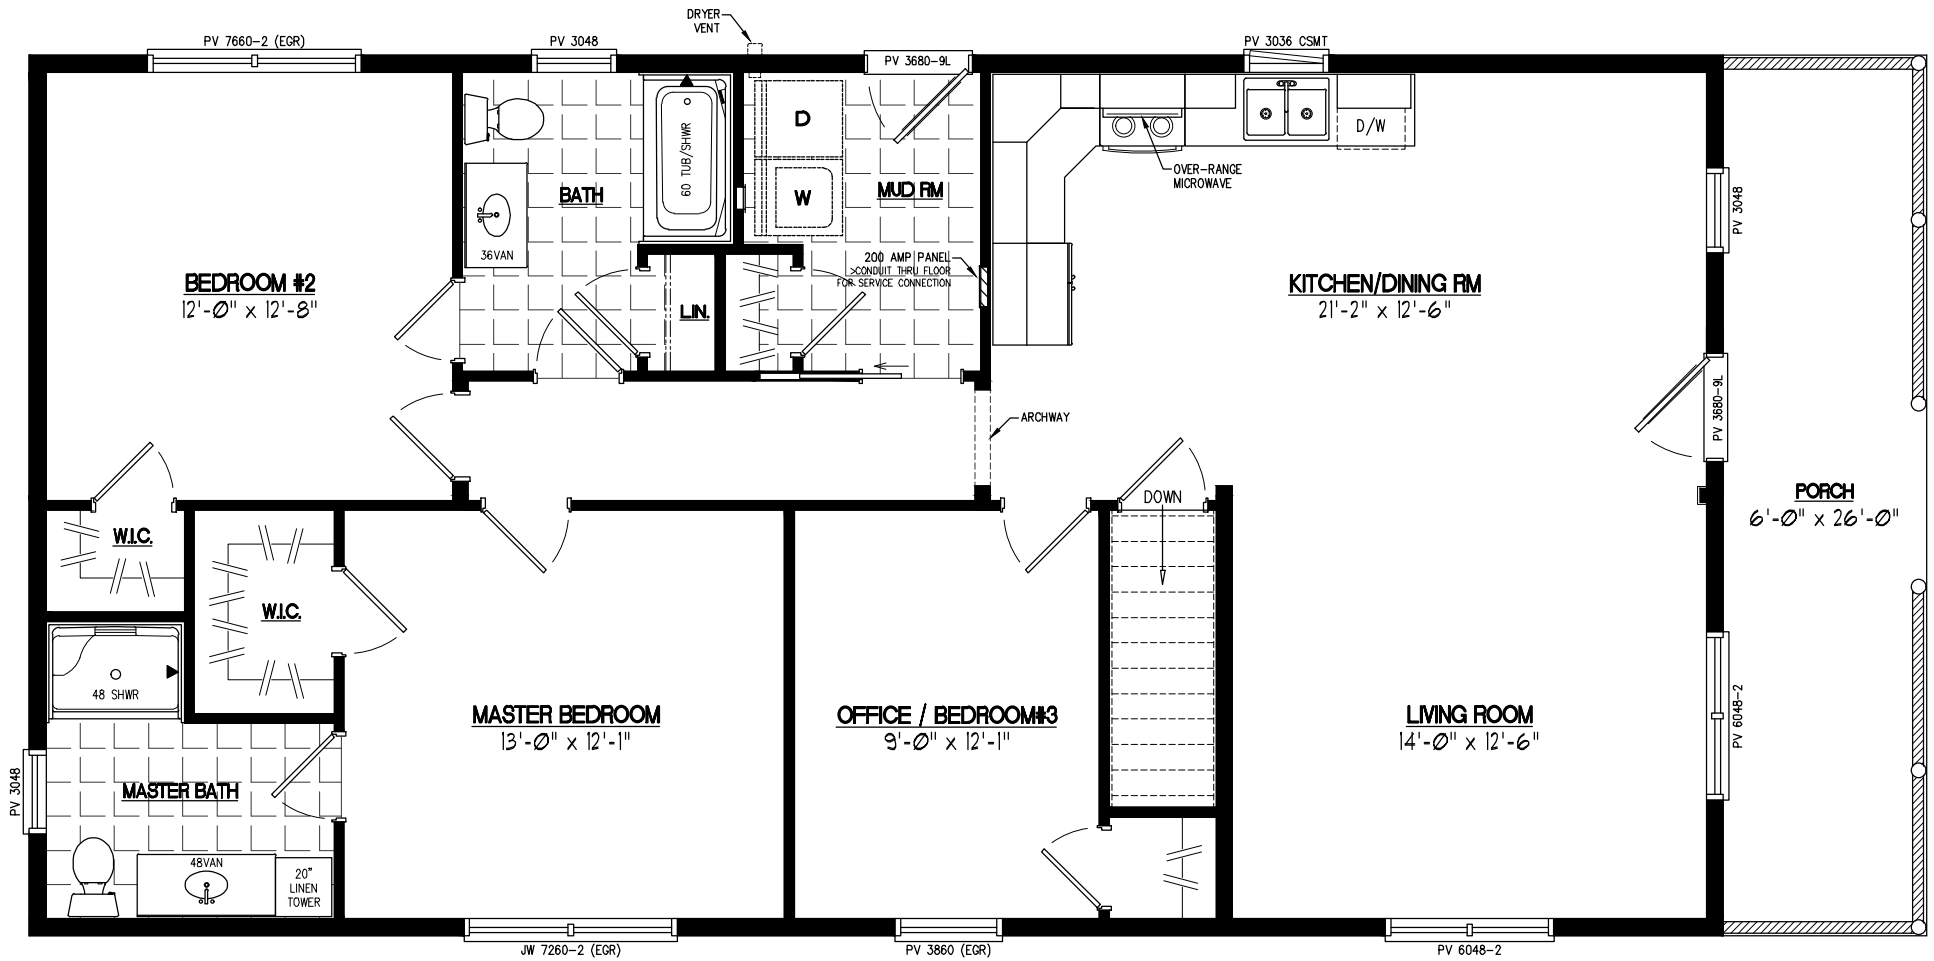 DRYER
VENT
PV 7660-2 (EGR)
PV 3048
PV 3680-9L
PV 3036 CSMT
D
W
60 TUB/SHWR
BATH
MUD RM
36VAN
D/W
OVER-RANGE
MICROWAVE
PV 3048
200 AMP PANEL
>CONDUIT THRU FLOOR
FOR SERVICE CONNECTION
BEDROOM #2
12'-0" x 12'-8"
LIN.
KITCHEN/DINING RM
21'-2" x 12'-6"
ARCHWAY
PV 3680-9L
DOWN
PORCH
6'-0" x 26'-0"
W.I.C.
W.I.C.
48 SHWR
MASTER BEDROOM
13'-0" x 12'-1"
OFFICE / BEDROOM#3
9'-0" x 12'-1"
LIVING ROOM
14'-0" x 12'-6"
PV 6048-2
PV 3048
MASTER BATH
48VAN
20"
LINEN
TOWER
JW 7260-2 (EGR)
PV 3860 (EGR)
PV 6048-2